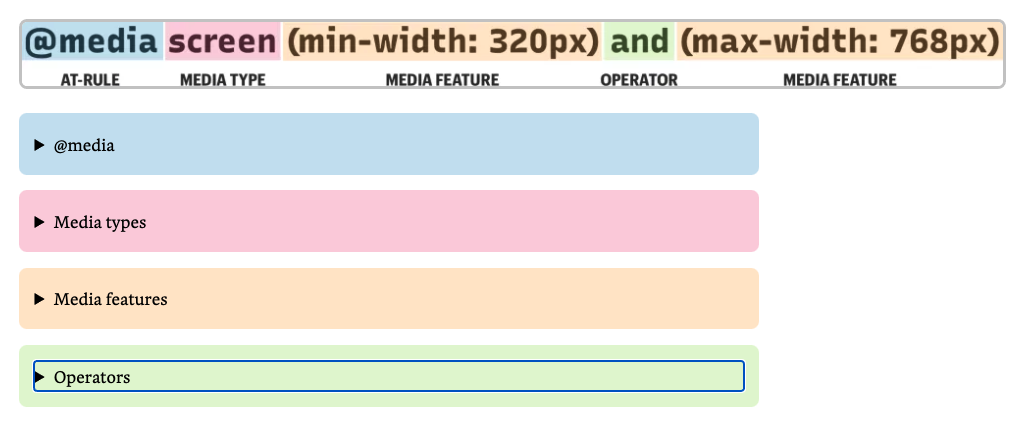 @media screen (min-width: 320px) and (max-width: 768px)
AT-RULE MEDIA TYPE MEDIA FEATURE OPERATOR MEDIA FEATURE
@media
Media types
Media features
Operators